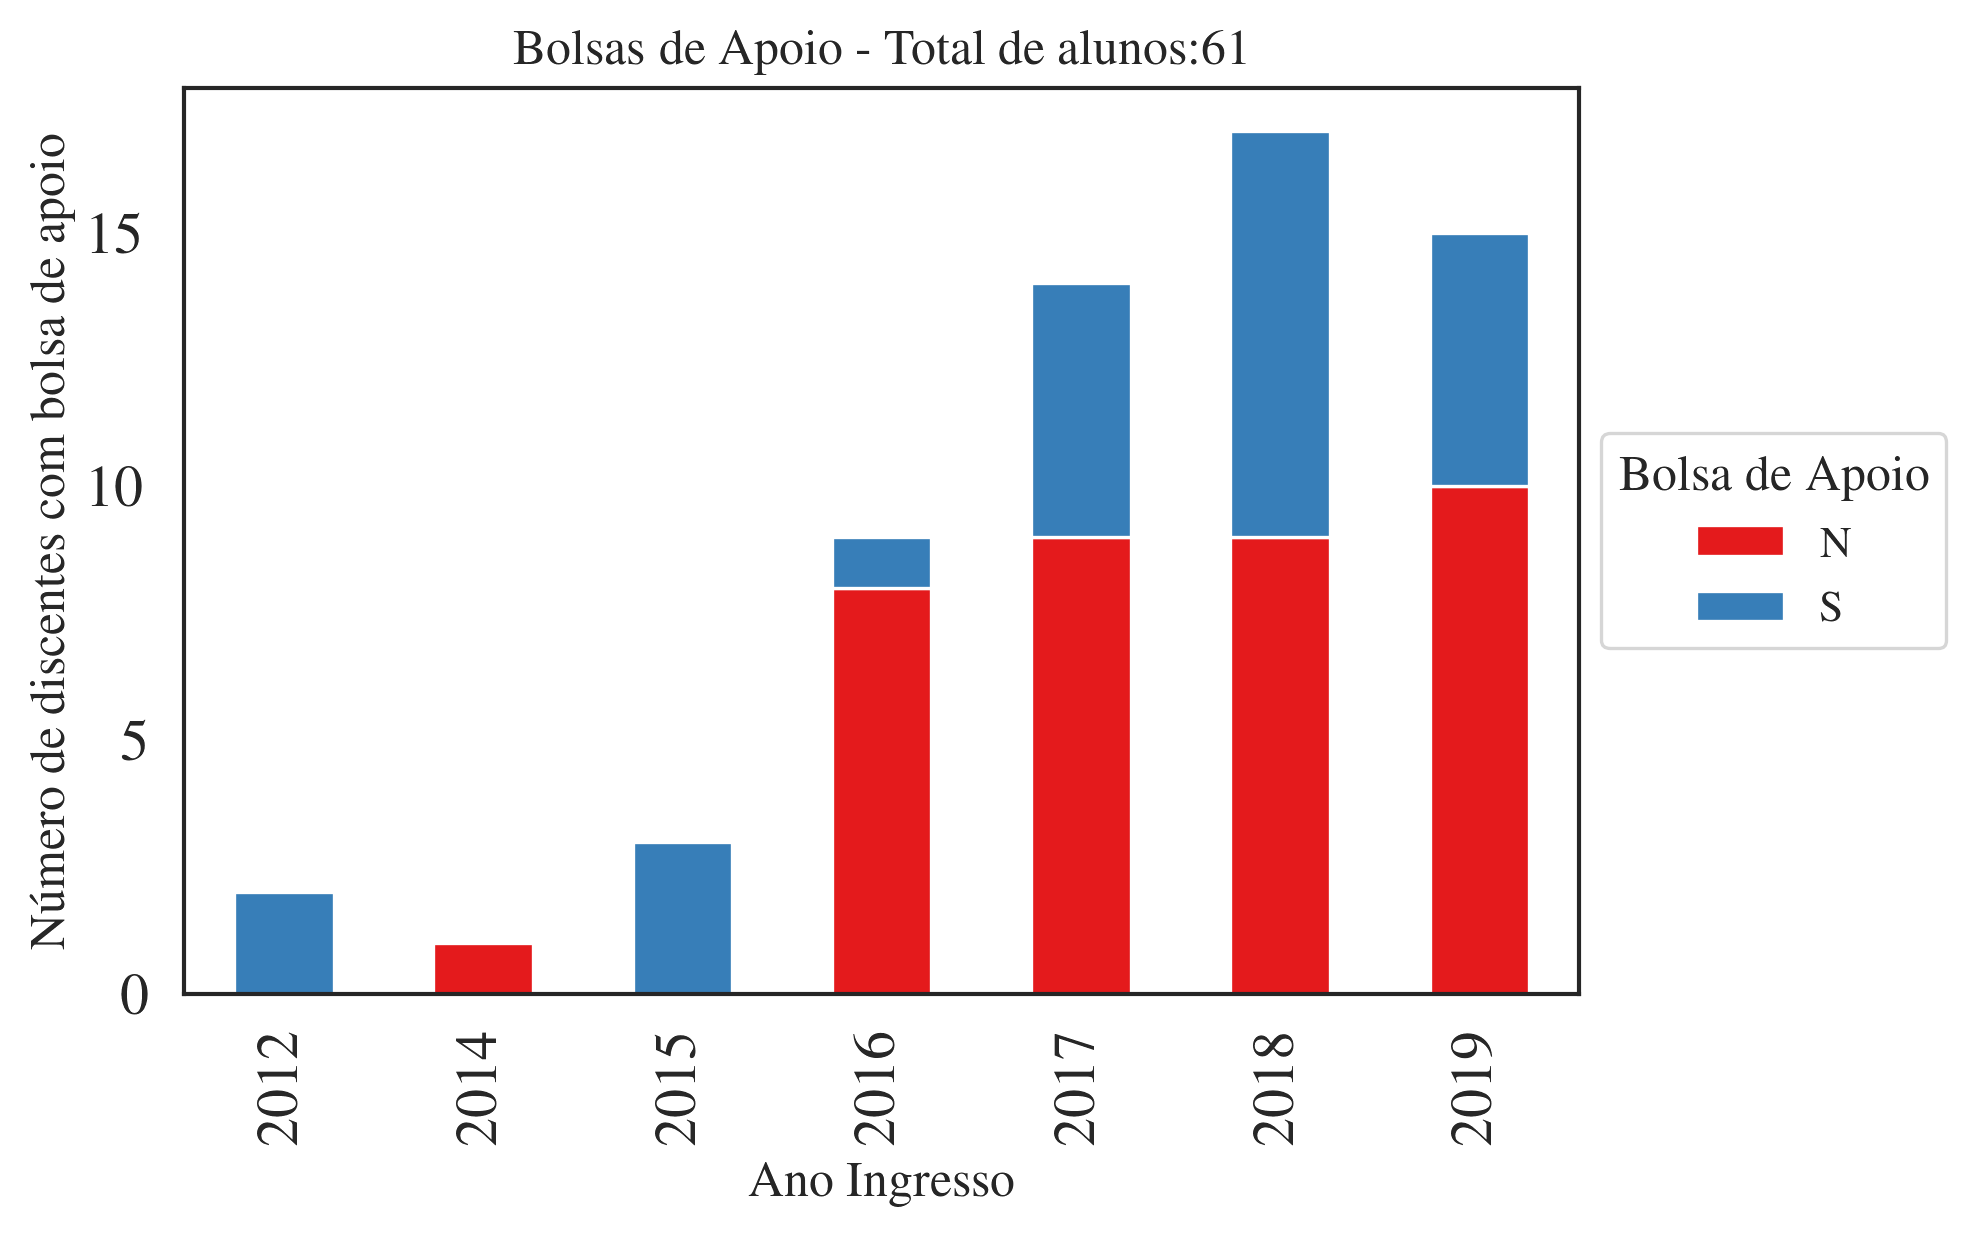 Bolsas de Apoio - Total de alunos:61
Número de discentes com bolsa de apoio
15
10
5
0
2012
2014
2015
2016
2017
2018
2019
Ano Ingresso
Bolsa de Apoio
N
S